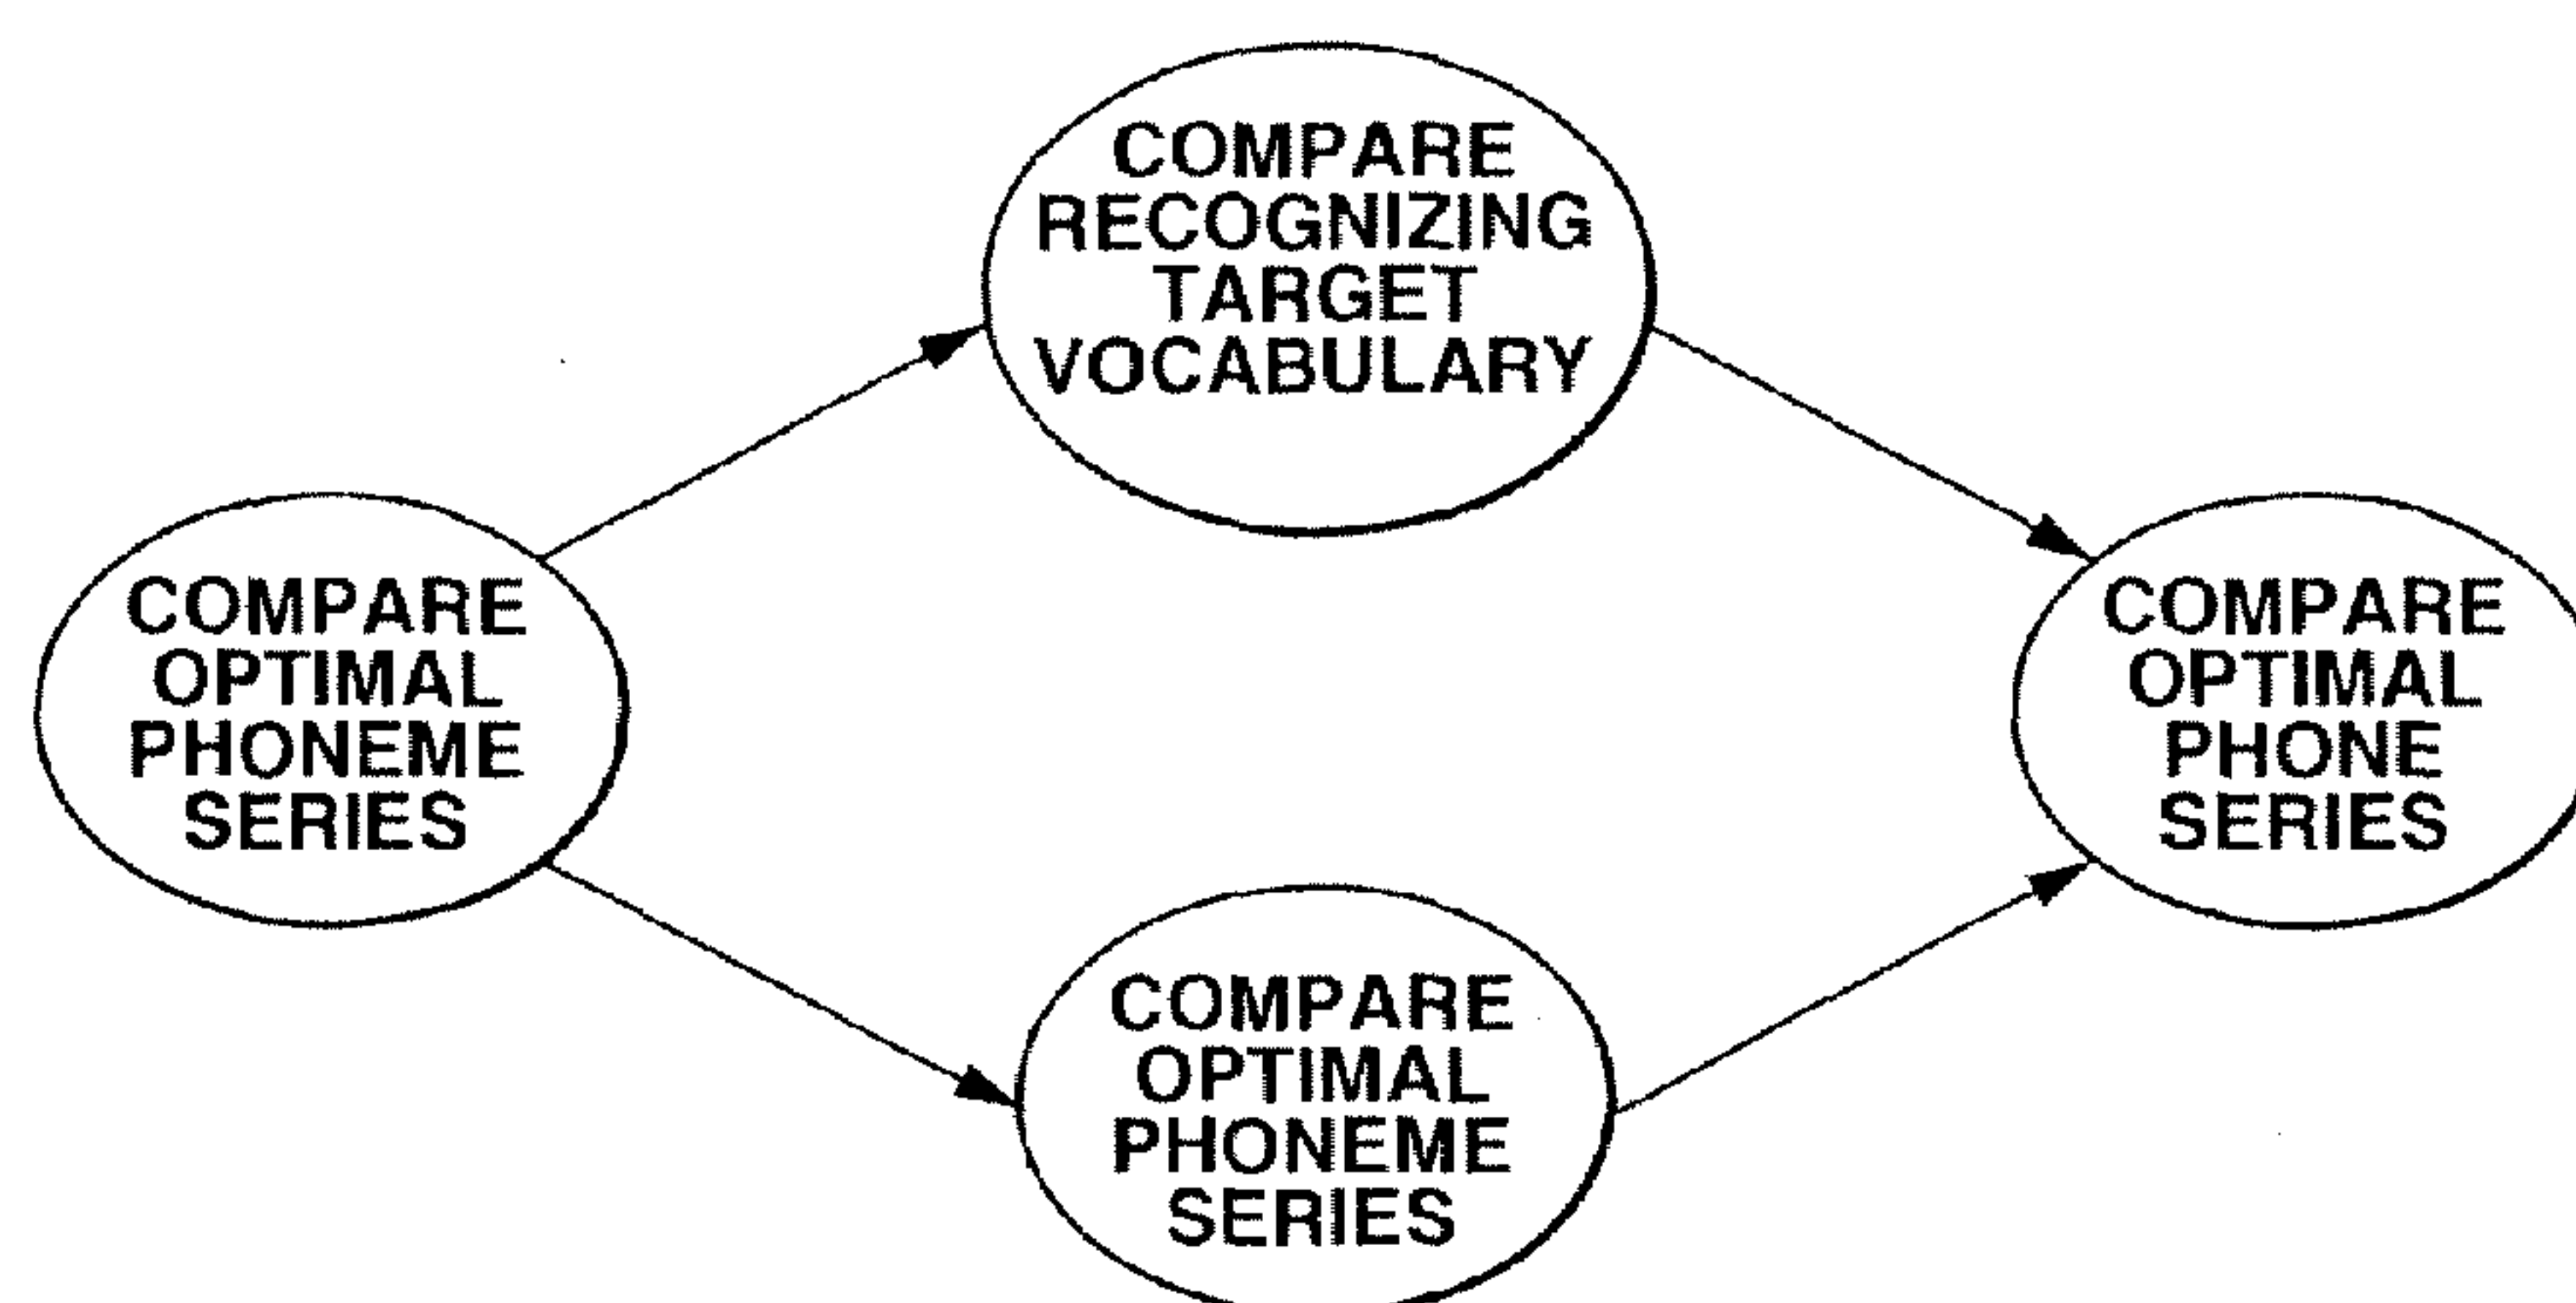 COMPARE
RECOGNIZING
TARGET
VOCABULARY
COMPARE
OPTIMAL
PHONEME
SERIES
COMPARE
OPTIMAL
PHONE
SERIES
COMPARE
OPTIMAL
PHONEME
SERIES